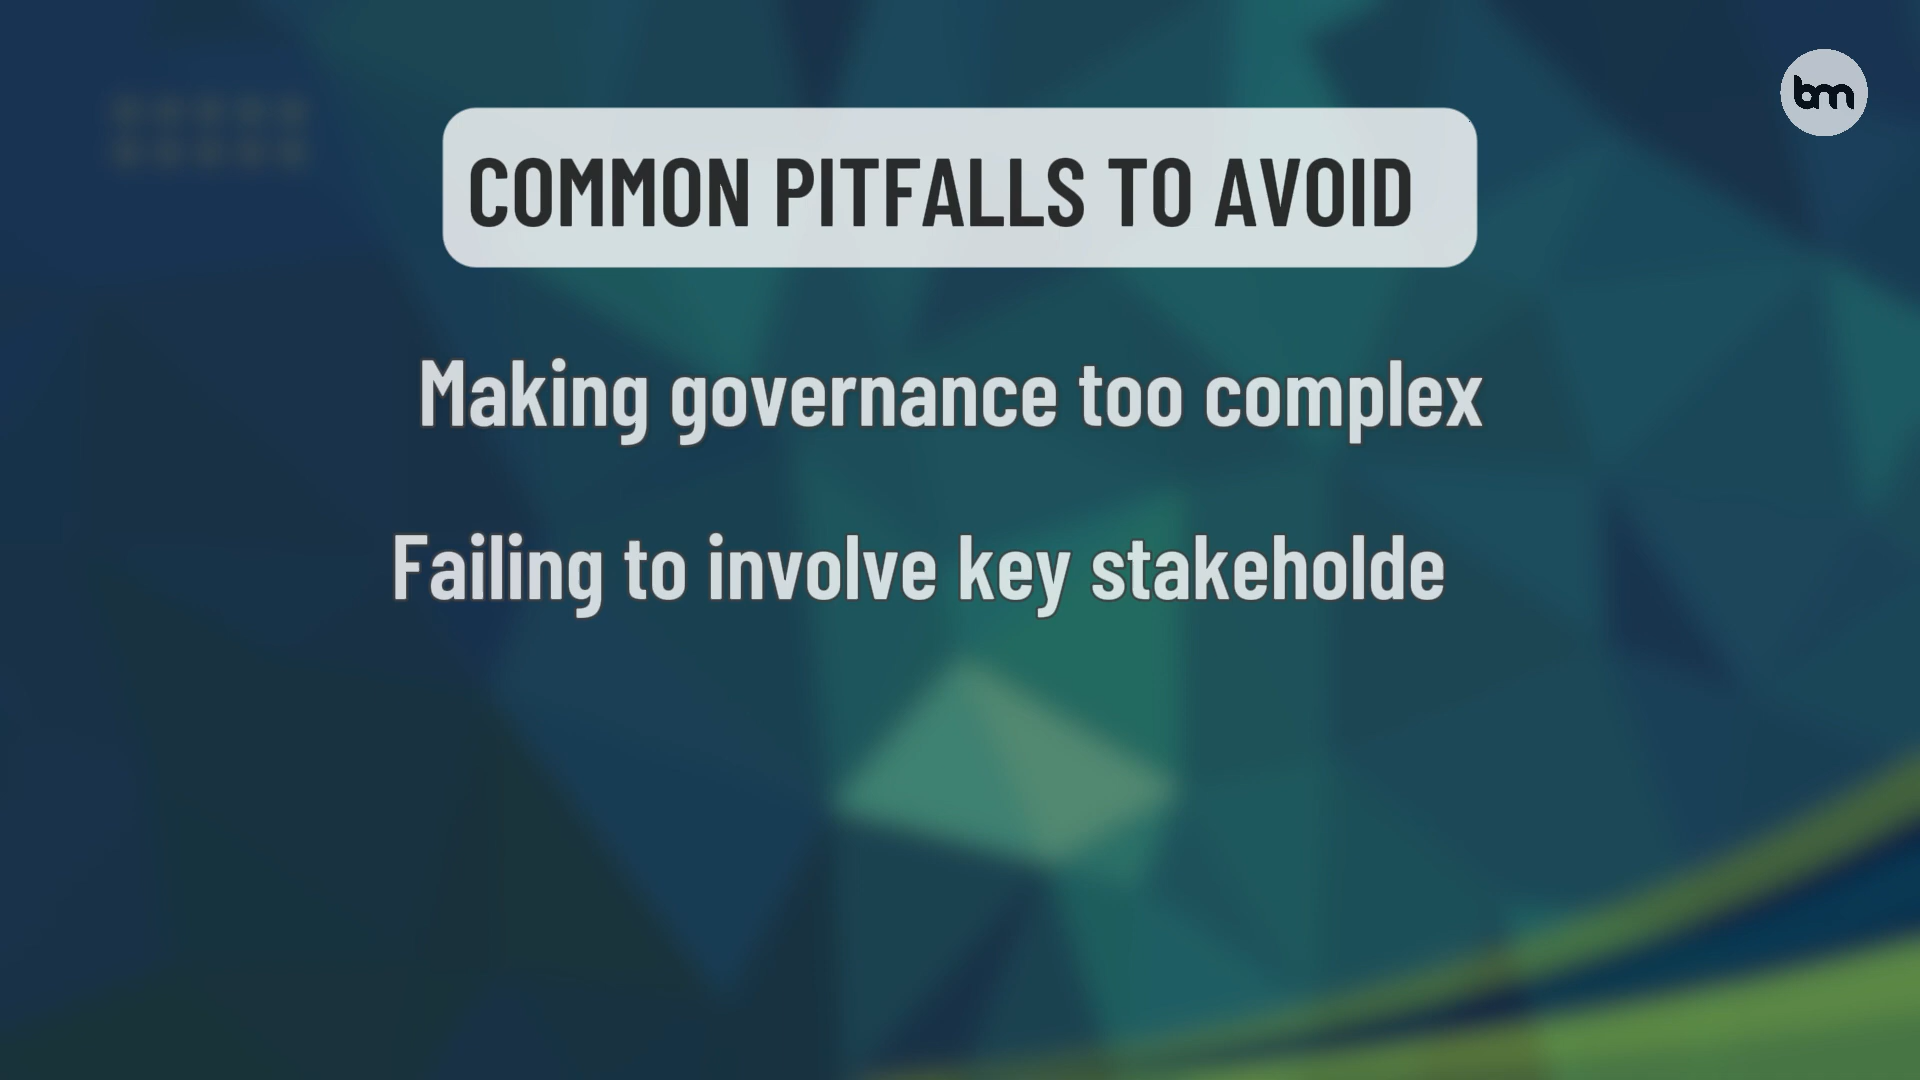 bm
COMMON PITFALLS TO AVOID
Making governance too complex
Failing to involve key stakeholde